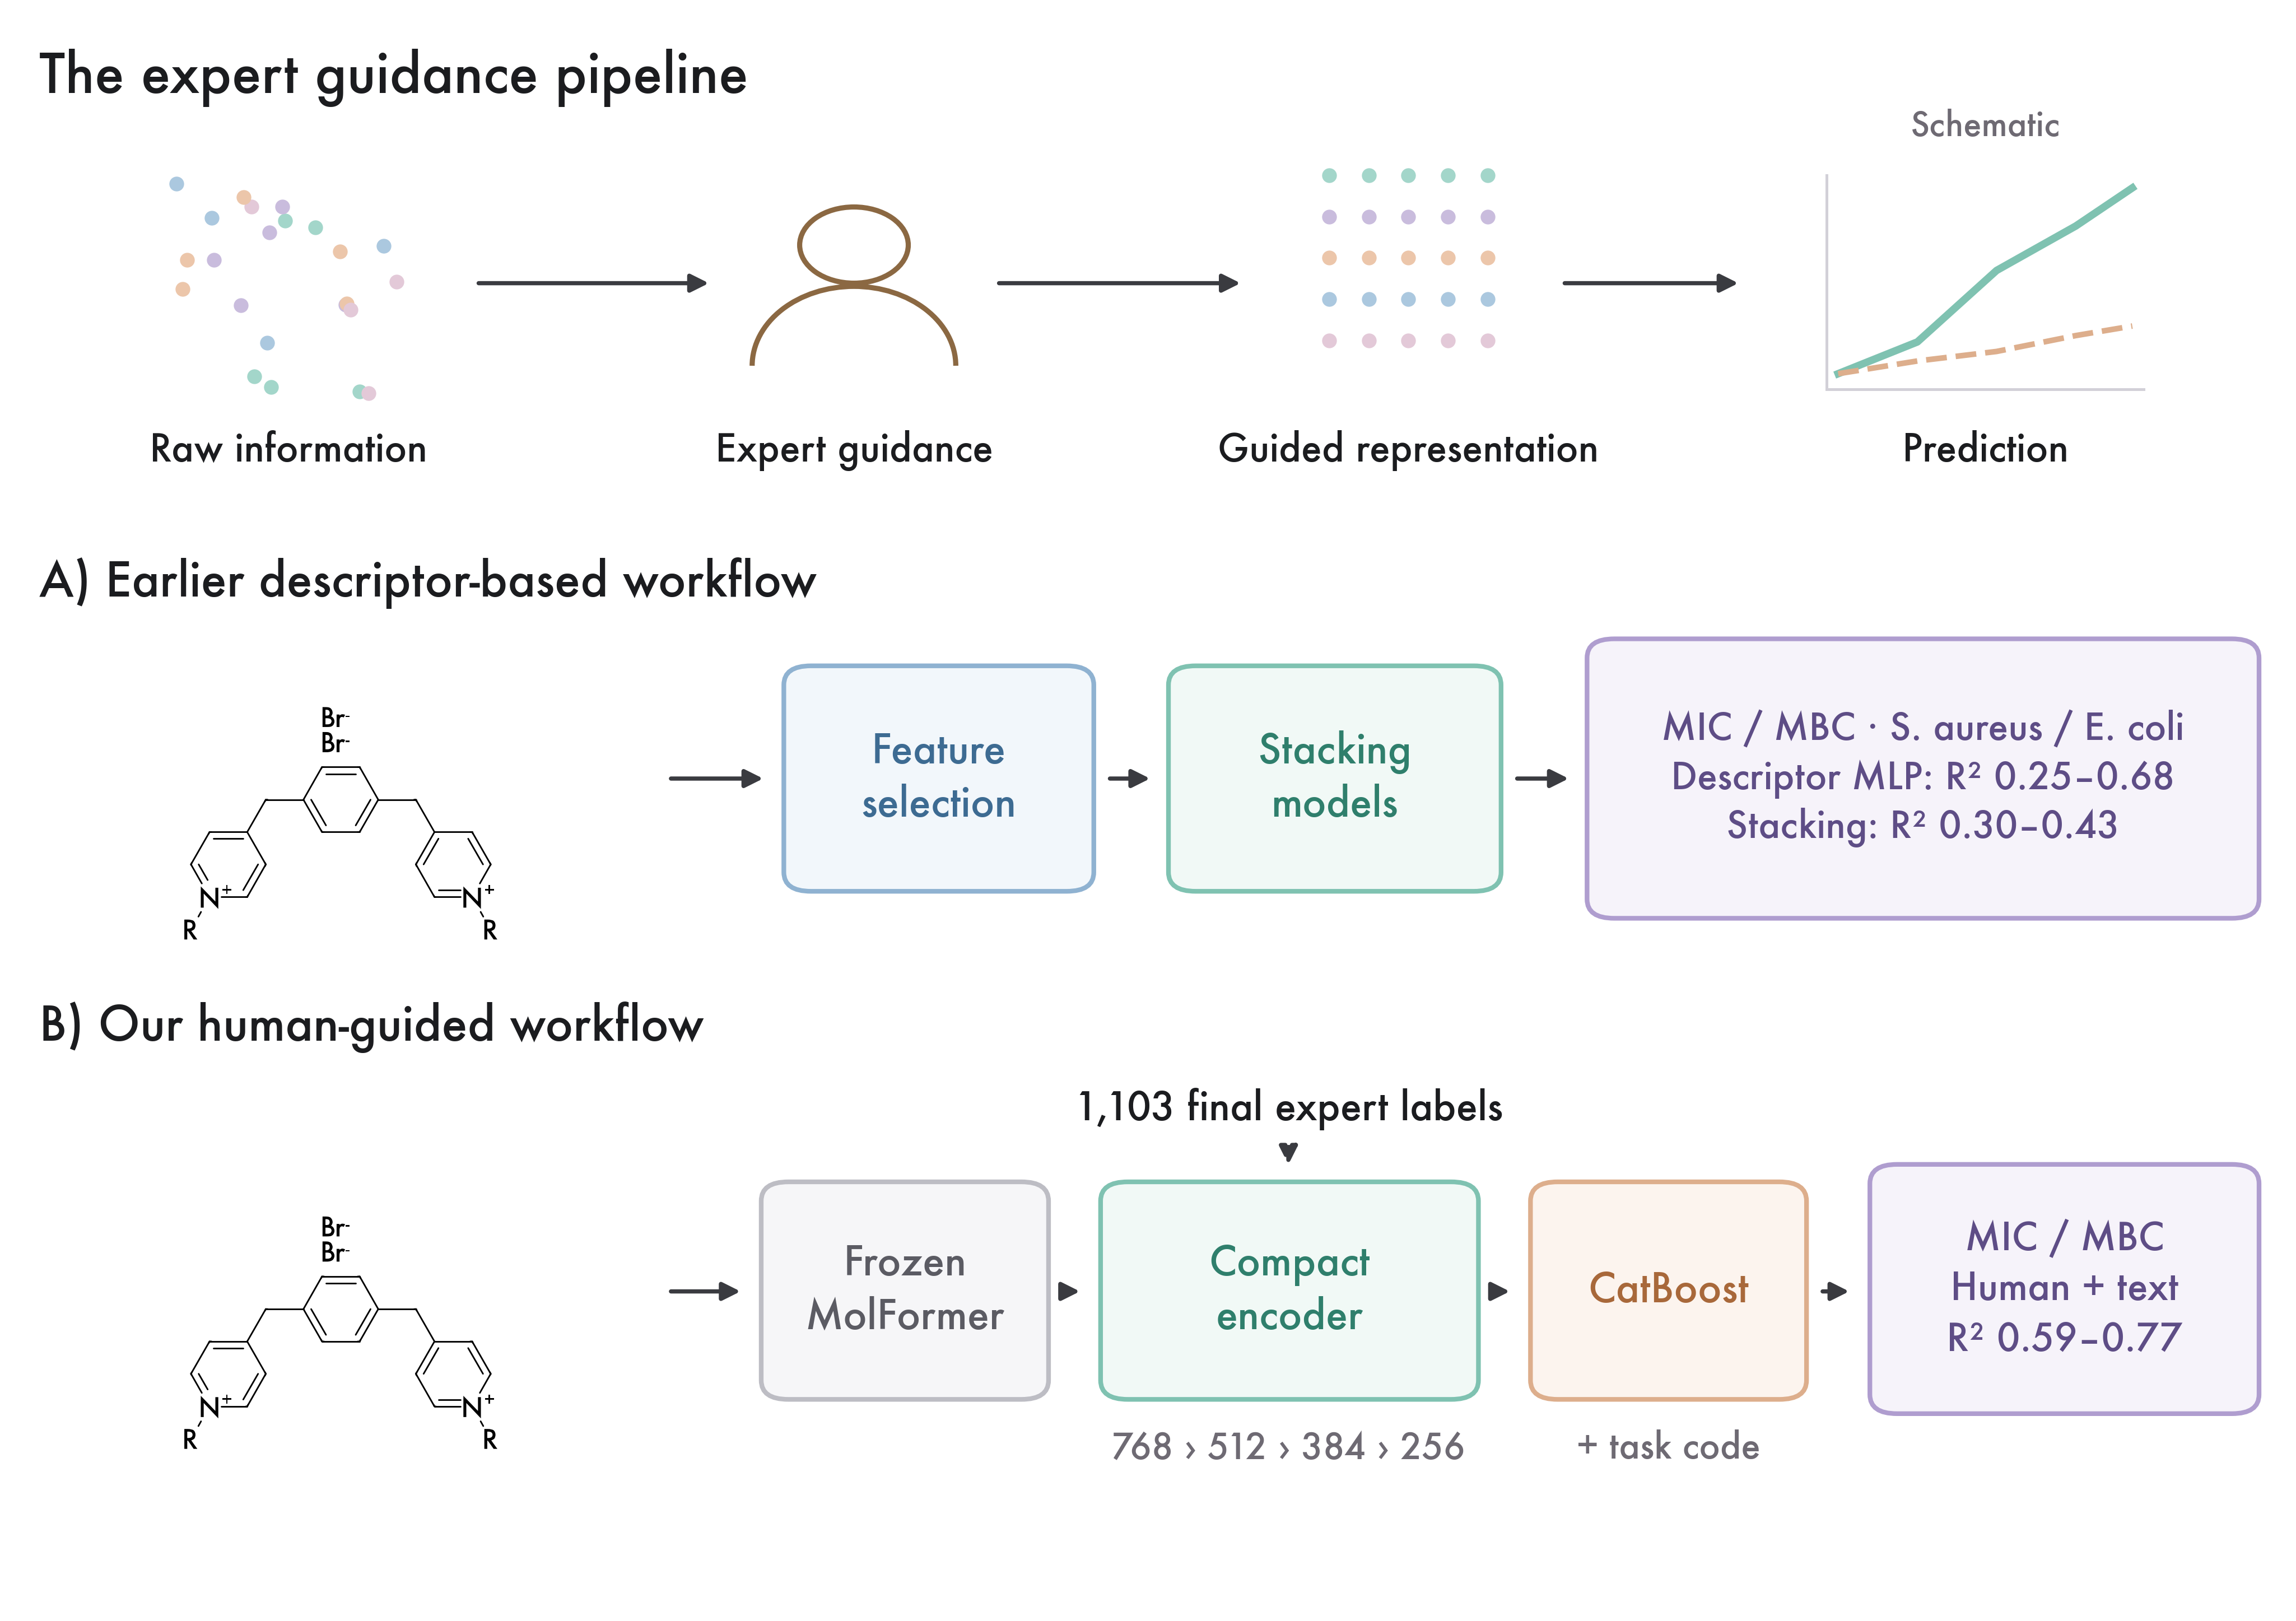 The expert guidance pipeline
Schematic
Raw information
Expert guidance
Guided representation
Prediction
A) Earlier descriptor-based workflow
Br-
Br-
N+
N+
R
R
Feature
selection
Stacking
models
MIC / MBC · S. aureus / E. coli
Descriptor MLP: R² 0.25–0.68
Stacking: R² 0.30–0.43
B) Our human-guided workflow
1,103 final expert labels
Br-
Br-
N+
N+
R
R
Frozen
MolFormer
Compact
encoder
CatBoost
MIC / MBC
Human + text
R² 0.59–0.77
768 › 512 › 384 › 256
+ task code